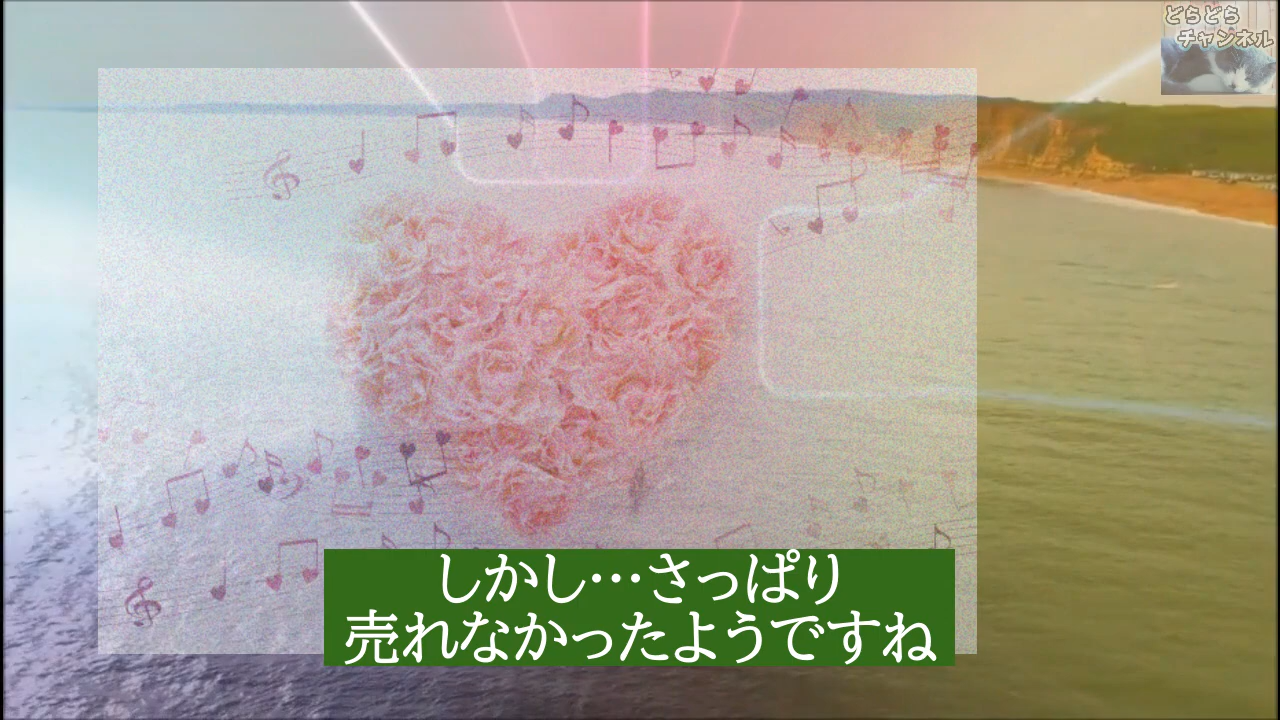 どらどら
チャンネル
しかし…さっぱり
売れなかったようですね